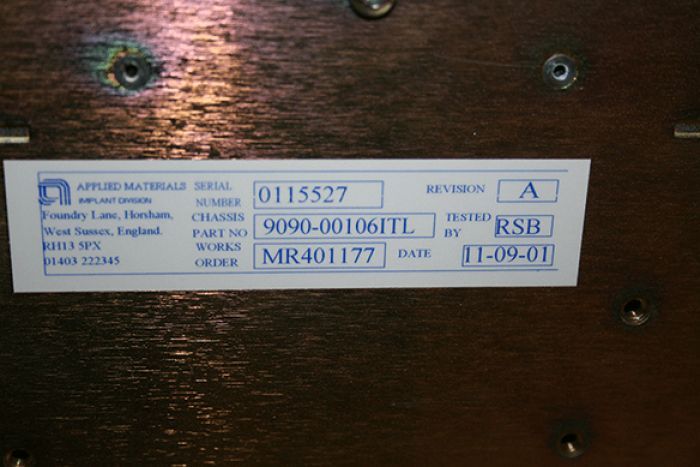 APPLIED MATERIALS
IMPLANT DIVISION
Foundry Lane, Horsham,
West Sussex, England.
RH13 5PX
01403 222345
SERIAL NUMBER 0115527 REVISION A
CHASSIS PART NO 9090-00106ITL TESTED BY RSB
WORKS ORDER MR401177 DATE 11-09-01